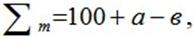 ∑ₘ=100 + а – в,